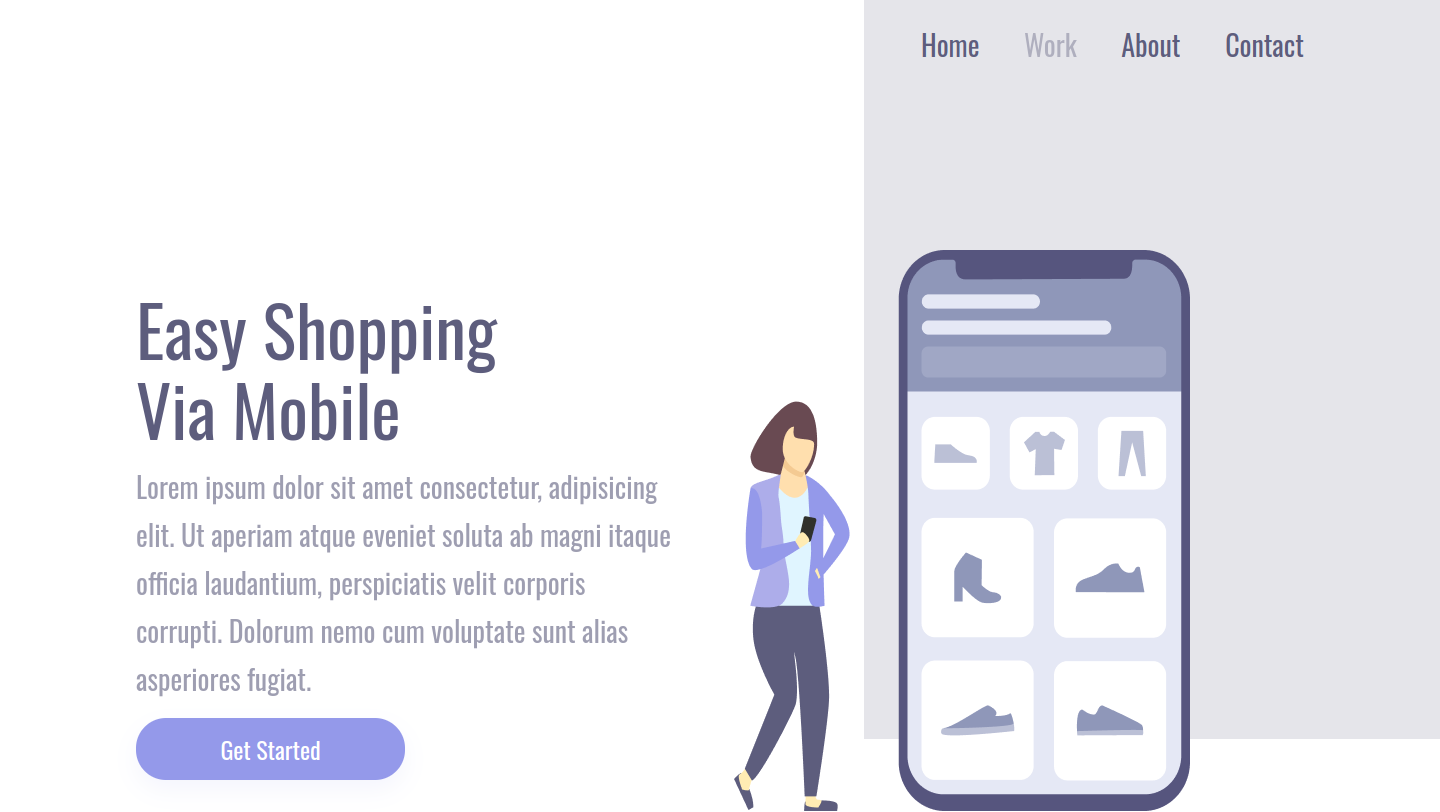 Home Work About Contact
Easy Shopping
Via Mobile
Lorem ipsum dolor sit amet consectetur, adipisicing
elit. Ut aperiam atque eveniet soluta ab magni itaque
officia laudantium, perspiciatis velit corporis
corrupti. Dolorum nemo cum voluptate sunt alias
asperiores fugiat.
Get Started